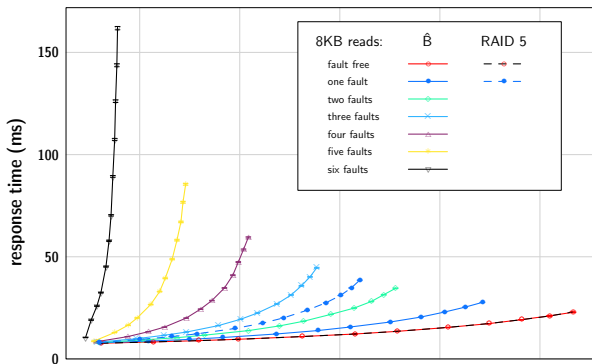 150
100
50
0
response time (ms)
8KB reads: B̂ RAID 5
fault free
one fault
two faults
three faults
four faults
five faults
six faults